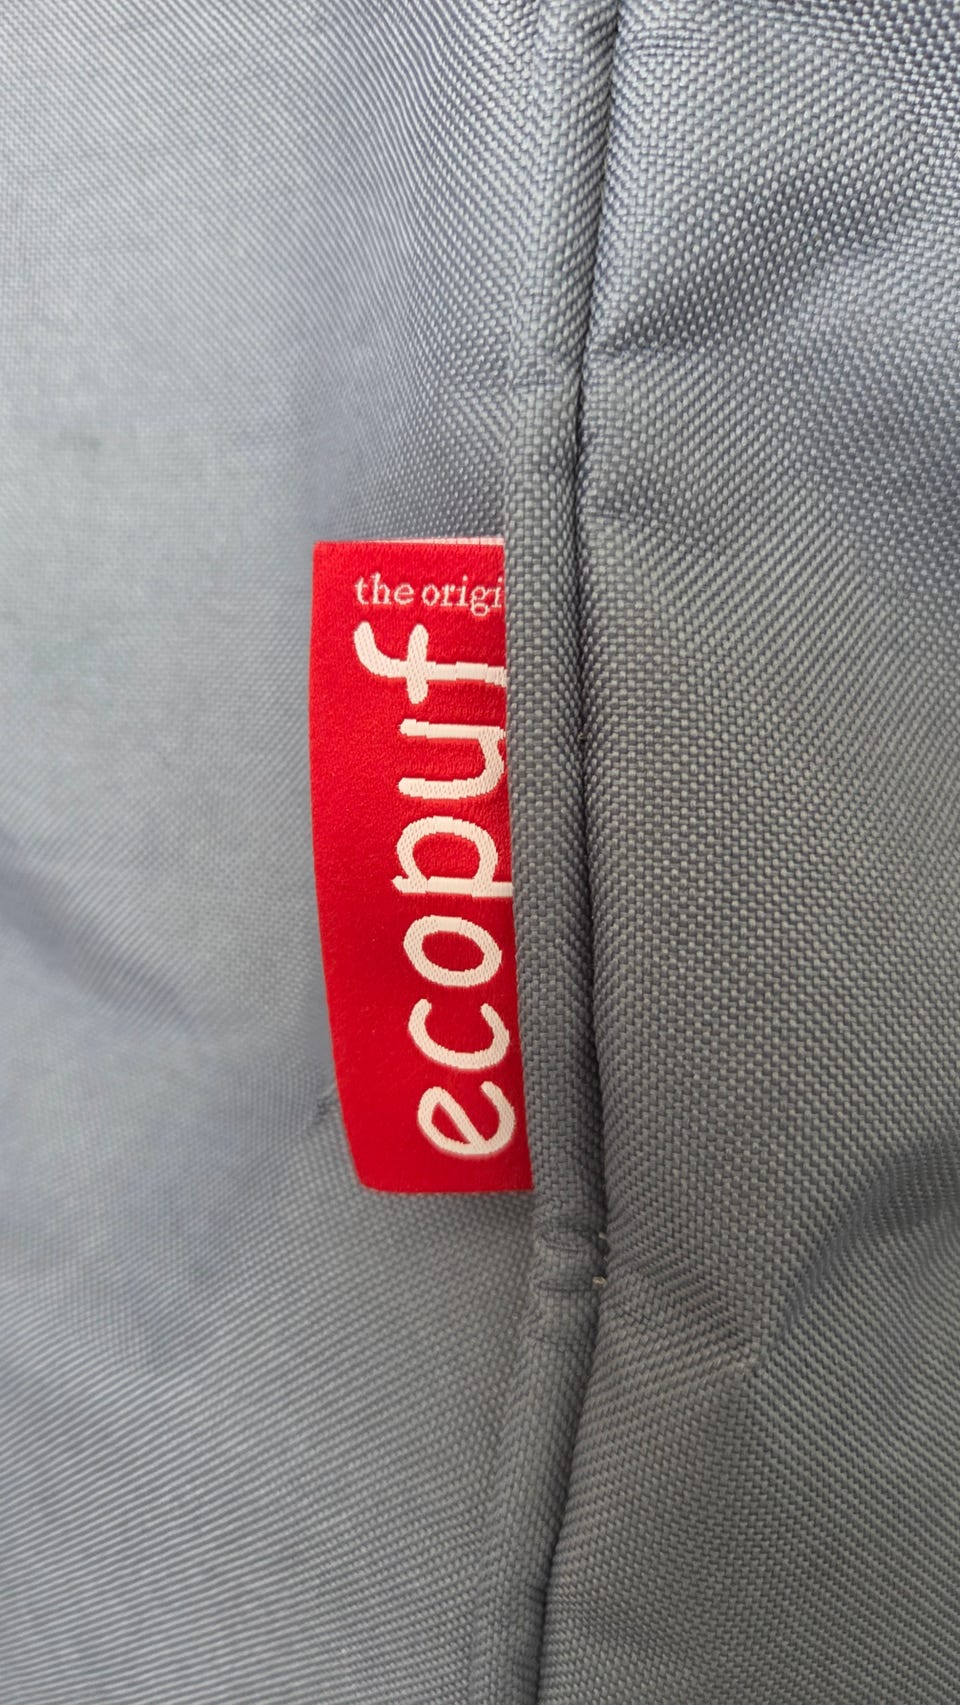 the origi
ecopuf